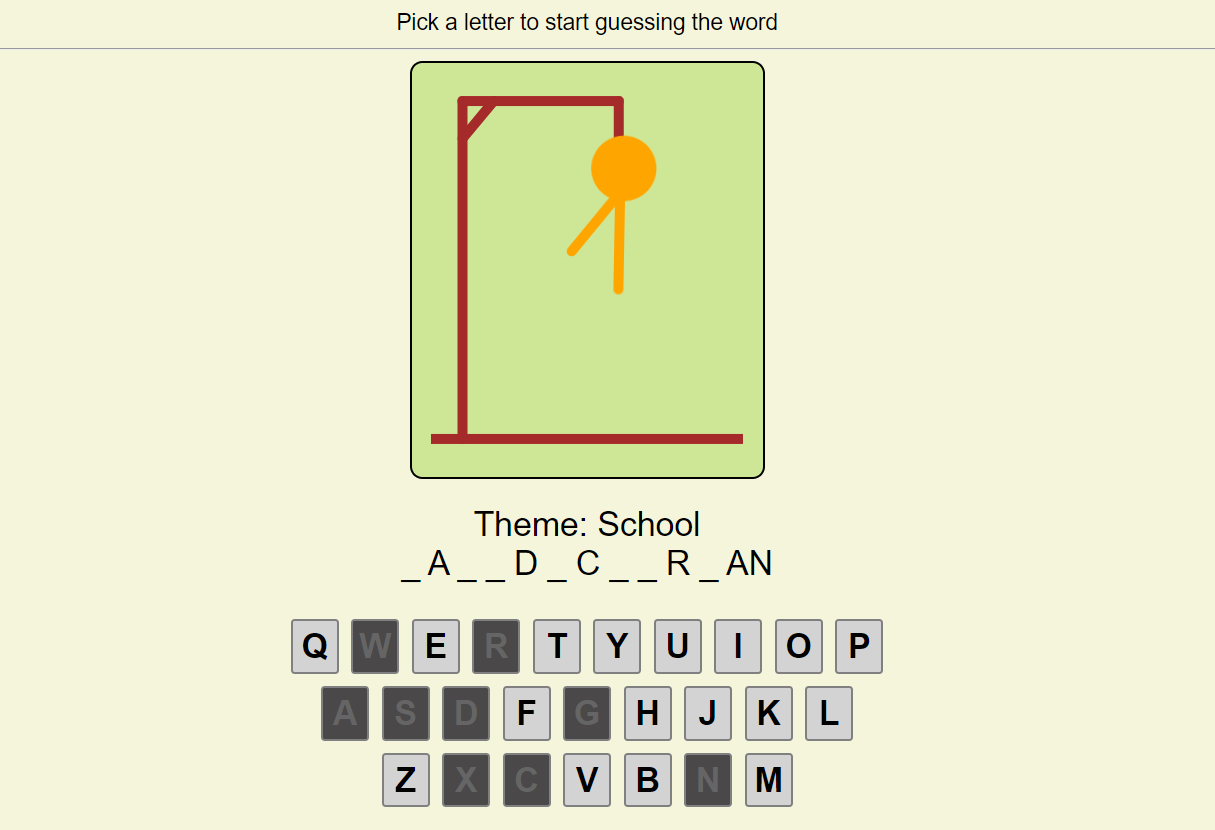 Pick a letter to start guessing the word
Theme: School
_ A _ _ D _ C _ _ R _ AN
Q W E R T Y U I O P
A S D F G H J K L
Z X C V B N M